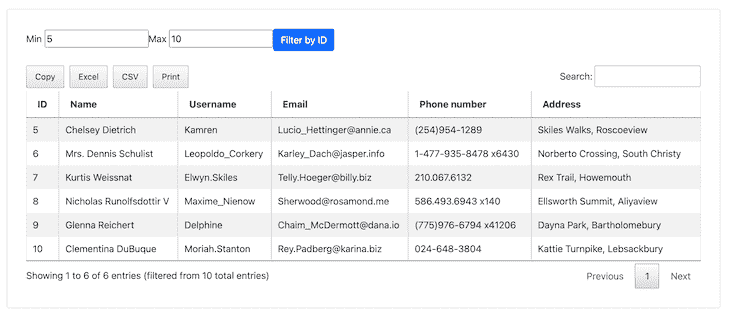 Min 5 Max 10 Filter by ID
Copy Excel CSV Print Search:
ID Name Username Email Phone number Address
5 Chelsey Dietrich Kamren Lucio_Hettinger@annie.ca (254)954-1289 Skiles Walks, Roscoeview
6 Mrs. Dennis Schulist Leopoldo_Corkery Karley_Dach@jasper.info 1-477-935-8478 x6430 Norberto Crossing, South Christy
7 Kurtis Weissnat Elwyn.Skiles Telly.Hoeger@billy.biz 210.067.6132 Rex Trail, Howemouth
8 Nicholas Runolfsdottir V Maxime_Nienow Sherwood@rosamond.me 586.493.6943 x140 Ellsworth Summit, Aliyaview
9 Glenna Reichert Delphine Chaim_McDermott@dana.io (775)976-6794 x41206 Dayna Park, Bartholomebury
10 Clementina DuBuque Moriah.Stanton Rey.Padberg@karina.biz 024-648-3804 Kattie Turnpike, Lebsackbury
Showing 1 to 6 of 6 entries (filtered from 10 total entries) Previous 1 Next